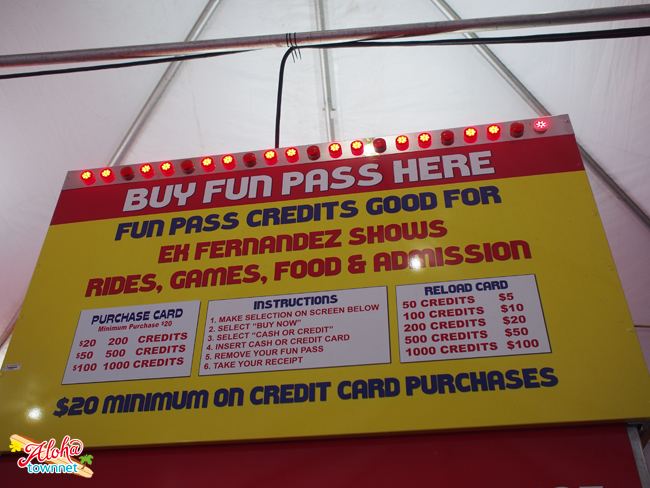 BUY FUN PASS HERE
FUN PASS CREDITS GOOD FOR
EK FERNANDEZ SHOWS
RIDES, GAMES, FOOD & ADMISSION
PURCHASE CARD
Minimum Purchase $20
$20 200 CREDITS
$50 500 CREDITS
$100 1000 CREDITS
INSTRUCTIONS
1. MAKE SELECTION ON SCREEN BELOW
2. SELECT "BUY NOW"
3. SELECT "CASH OR CREDIT"
4. INSERT CASH OR CREDIT CARD
5. REMOVE YOUR FUN PASS
6. TAKE YOUR RECEIPT
RELOAD CARD
50 CREDITS $5
100 CREDITS $10
200 CREDITS $20
500 CREDITS $50
1000 CREDITS $100
$20 MINIMUM ON CREDIT CARD PURCHASES
Aloha
town.net